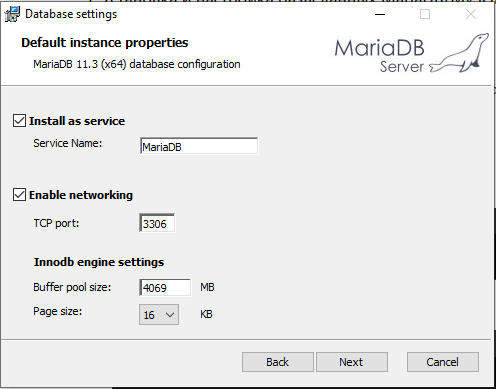 Database settings
Default instance properties
MariaDB 11.3 (x64) database configuration
MariaDB
Server
Install as service
Service Name:
MariaDB
Enable networking
TCP port:
3306
Innodb engine settings
Buffer pool size:
4069
MB
Page size:
16
KB
Back
Next
Cancel